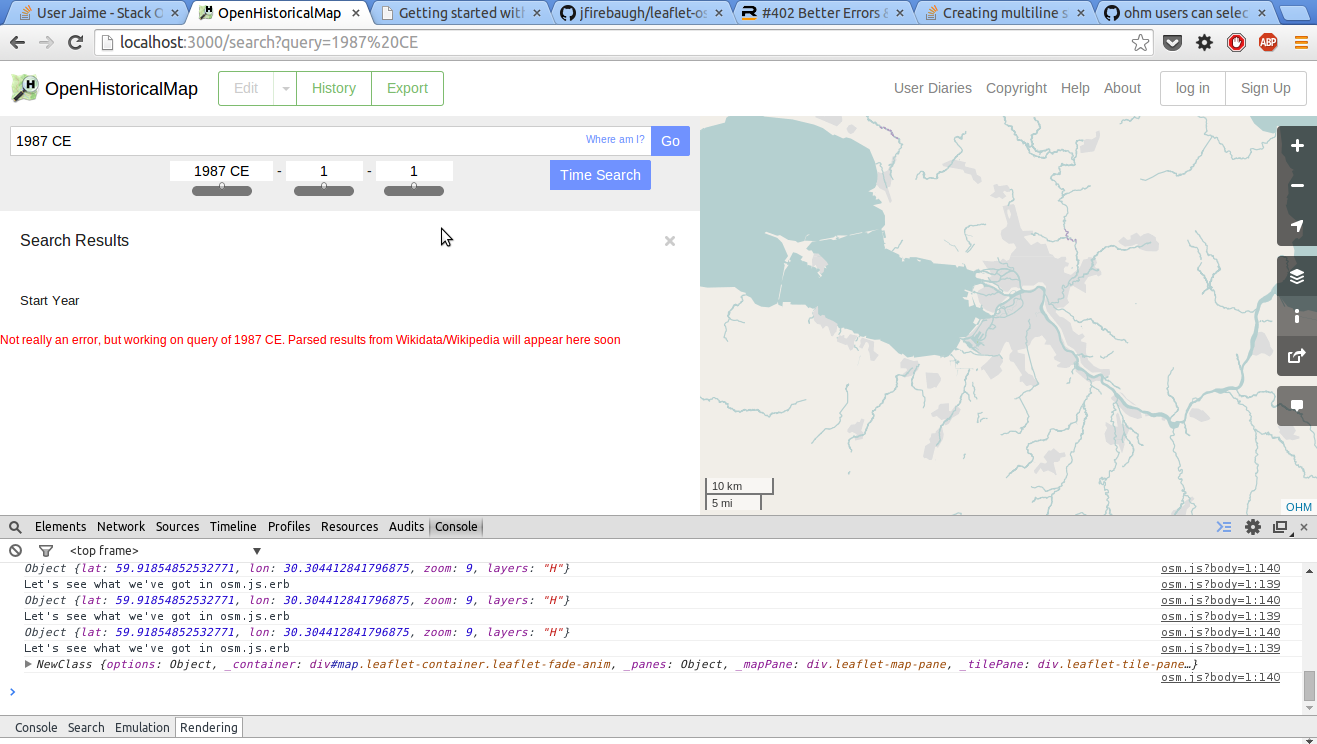 User Jaime - Stack O
OpenHistoricalMap
Getting started with
jfirebaugh/leaflet-os
#402 Better Errors &
Creating multiline s
ohm users can selec
localhost:3000/search?query=1987%20CE
ABP
OpenHistoricalMap
Edit
History
Export
User Diaries
Copyright
Help
About
log in
Sign Up
1987 CE
Where am I?
Go
1987 CE - 1 - 1
Time Search
Search Results
Start Year
Not really an error, but working on query of 1987 CE. Parsed results from Wikidata/Wikipedia will appear here soon
10 km
5 mi
OHM
Elements Network Sources Timeline Profiles Resources Audits Console
<top frame>
Object {lat: 59.91854852532771, lon: 30.304412841796875, zoom: 9, layers: "H"} osm.js?body=1:140
Let's see what we've got in osm.js.erb osm.js?body=1:139
Object {lat: 59.91854852532771, lon: 30.304412841796875, zoom: 9, layers: "H"} osm.js?body=1:140
Let's see what we've got in osm.js.erb osm.js?body=1:139
Object {lat: 59.91854852532771, lon: 30.304412841796875, zoom: 9, layers: "H"} osm.js?body=1:140
Let's see what we've got in osm.js.erb osm.js?body=1:139
NewClass {options: Object, _container: div#map.leaflet-container.leaflet-fade-anim, _panes: Object, _mapPane: div.leaflet-map-pane, _tilePane: div.leaflet-tile-pane…}
osm.js?body=1:140
Console Search Emulation Rendering